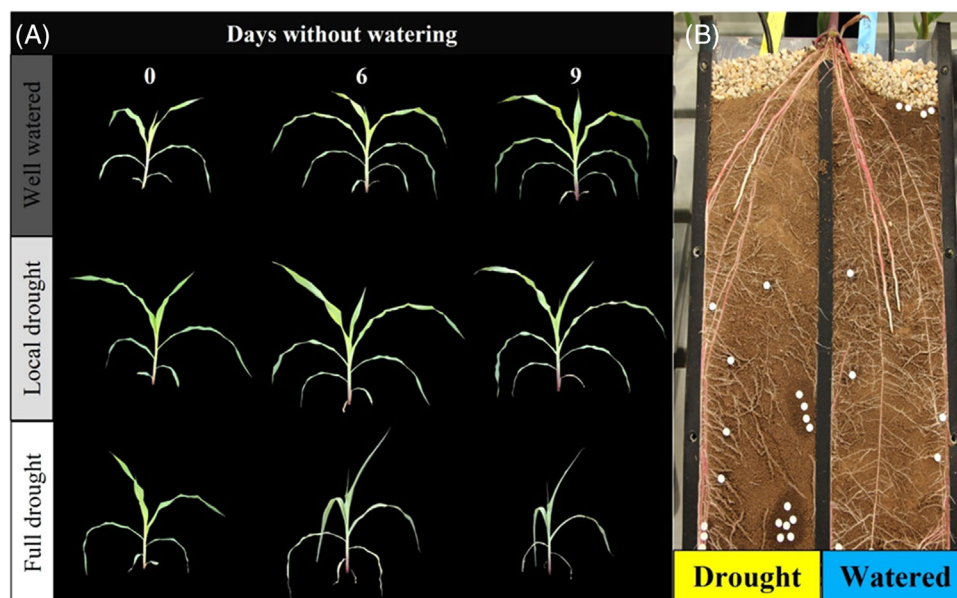 (A)
Days without watering
0 6 9
Well watered
Local drought
Full drought
(B)
Drought
Watered